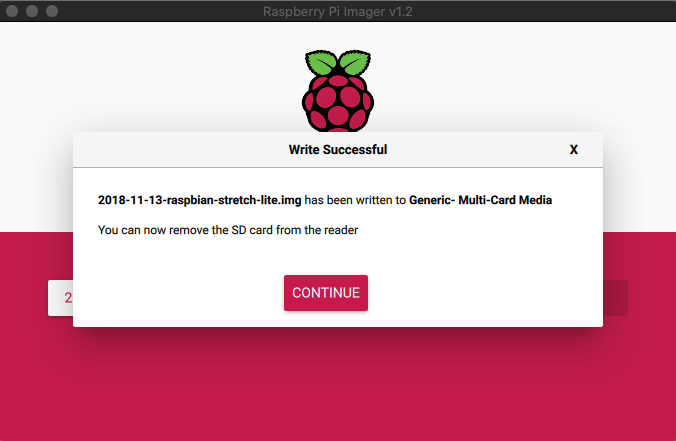 Raspberry Pi Imager v1.2
Write Successful X
2018-11-13-raspbian-stretch-lite.img has been written to Generic- Multi-Card Media
You can now remove the SD card from the reader
2
CONTINUE